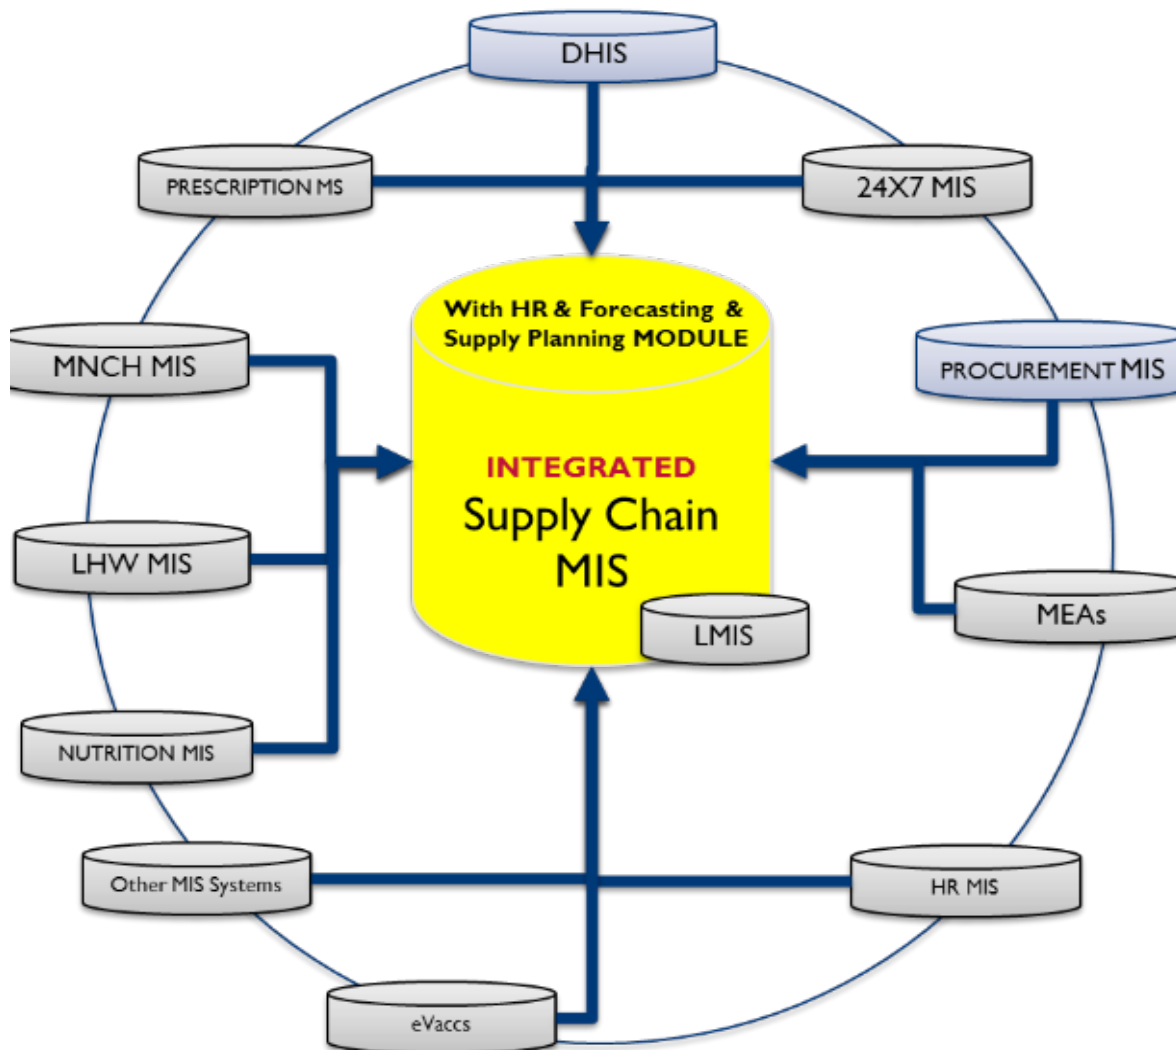 DHIS
PRESCRIPTION MS
24X7 MIS
With HR & Forecasting &
Supply Planning MODULE
MNCH MIS
PROCUREMENT MIS
INTEGRATED
Supply Chain
MIS
LHW MIS
MEAs
LMIS
NUTRITION MIS
Other MIS Systems
HR MIS
eVaccs